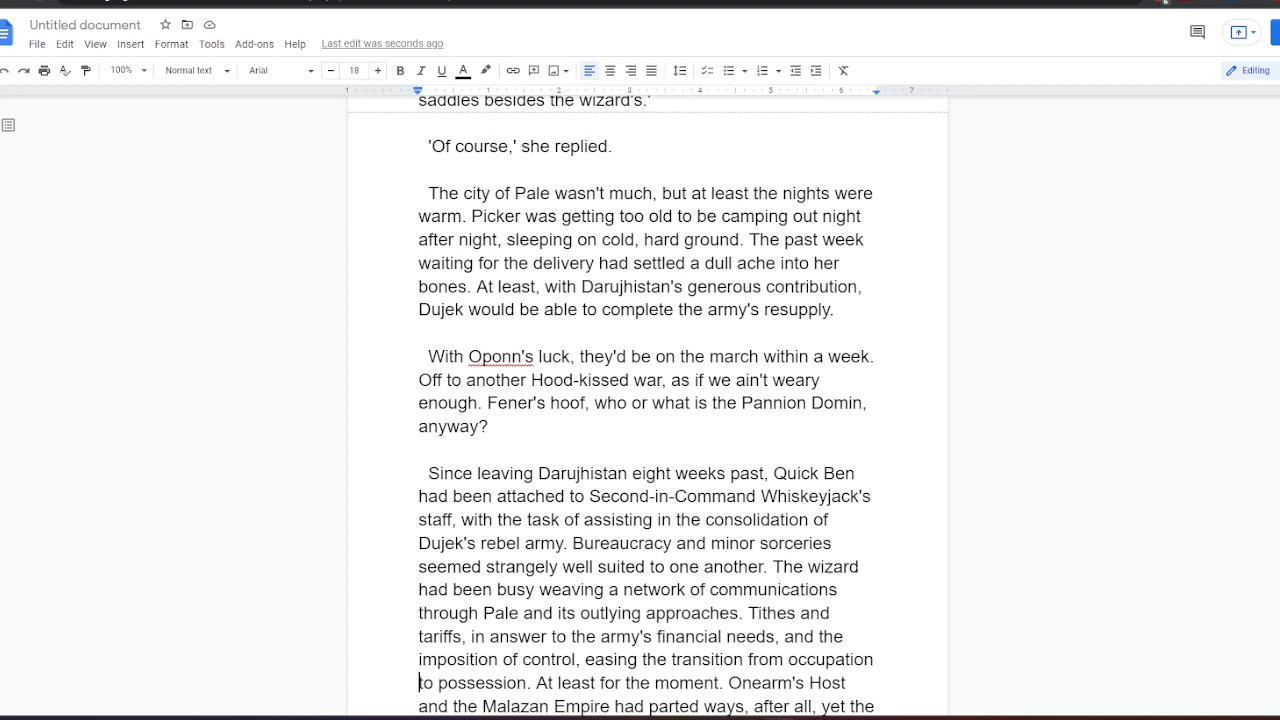 Untitled document
File Edit View Insert Format Tools Add-ons Help Last edit was seconds ago
100% Normal text Arial 18 B I U A Editing
1 1 2 3 4 5 6 7
saddles besides the wizard's.'
'Of course,' she replied.
The city of Pale wasn't much, but at least the nights were
warm. Picker was getting too old to be camping out night
after night, sleeping on cold, hard ground. The past week
waiting for the delivery had settled a dull ache into her
bones. At least, with Darujhistan's generous contribution,
Dujek would be able to complete the army's resupply.
With Oponn's luck, they'd be on the march within a week.
Off to another Hood-kissed war, as if we ain't weary
enough. Fener's hoof, who or what is the Pannion Domin,
anyway?
Since leaving Darujhistan eight weeks past, Quick Ben
had been attached to Second-in-Command Whiskeyjack's
staff, with the task of assisting in the consolidation of
Dujek's rebel army. Bureaucracy and minor sorceries
seemed strangely well suited to one another. The wizard
had been busy weaving a network of communications
through Pale and its outlying approaches. Tithes and
tariffs, in answer to the army's financial needs, and the
imposition of control, easing the transition from occupation
to possession. At least for the moment. Onearm's Host
and the Malazan Empire had parted ways, after all, yet the